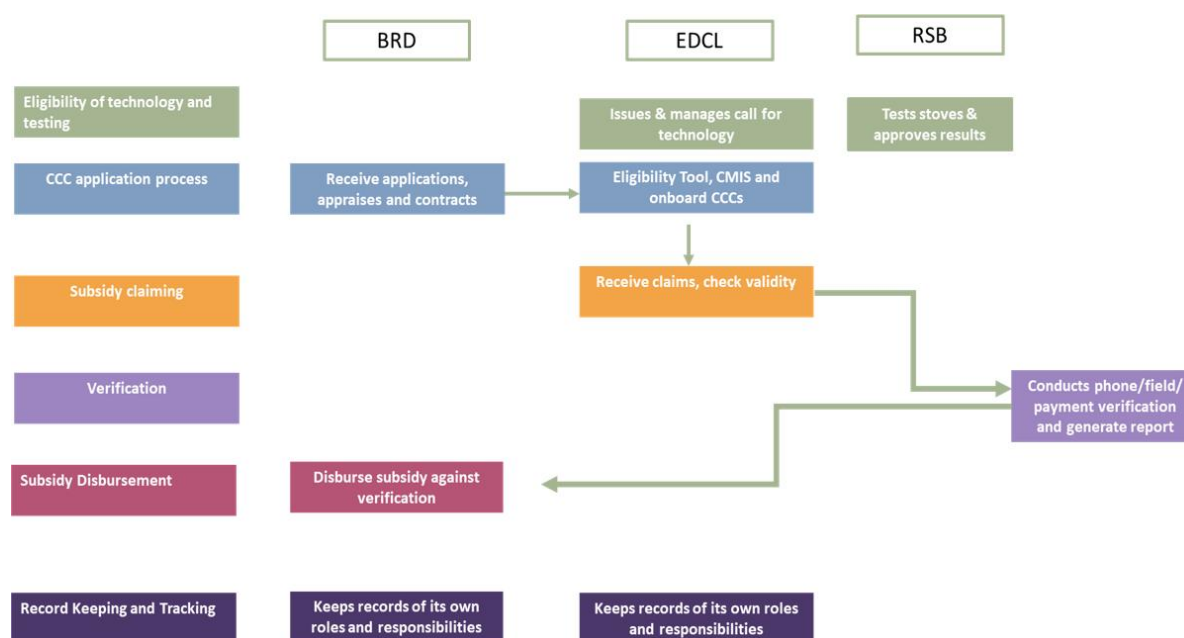 BRD
EDCL
RSB
Eligibility of technology and
testing
Issues & manages call for
technology
Tests stoves &
approves results
CCC application process
Receive applications,
appraises and contracts
Eligibility Tool, CMIS and
onboard CCCs
Subsidy claiming
Receive claims, check validity
Verification
Conducts phone/field/
payment verification
and generate report
Subsidy Disbursement
Disburse subsidy against
verification
Record Keeping and Tracking
Keeps records of its own
roles and responsibilities
Keeps records of its own roles
and responsibilities